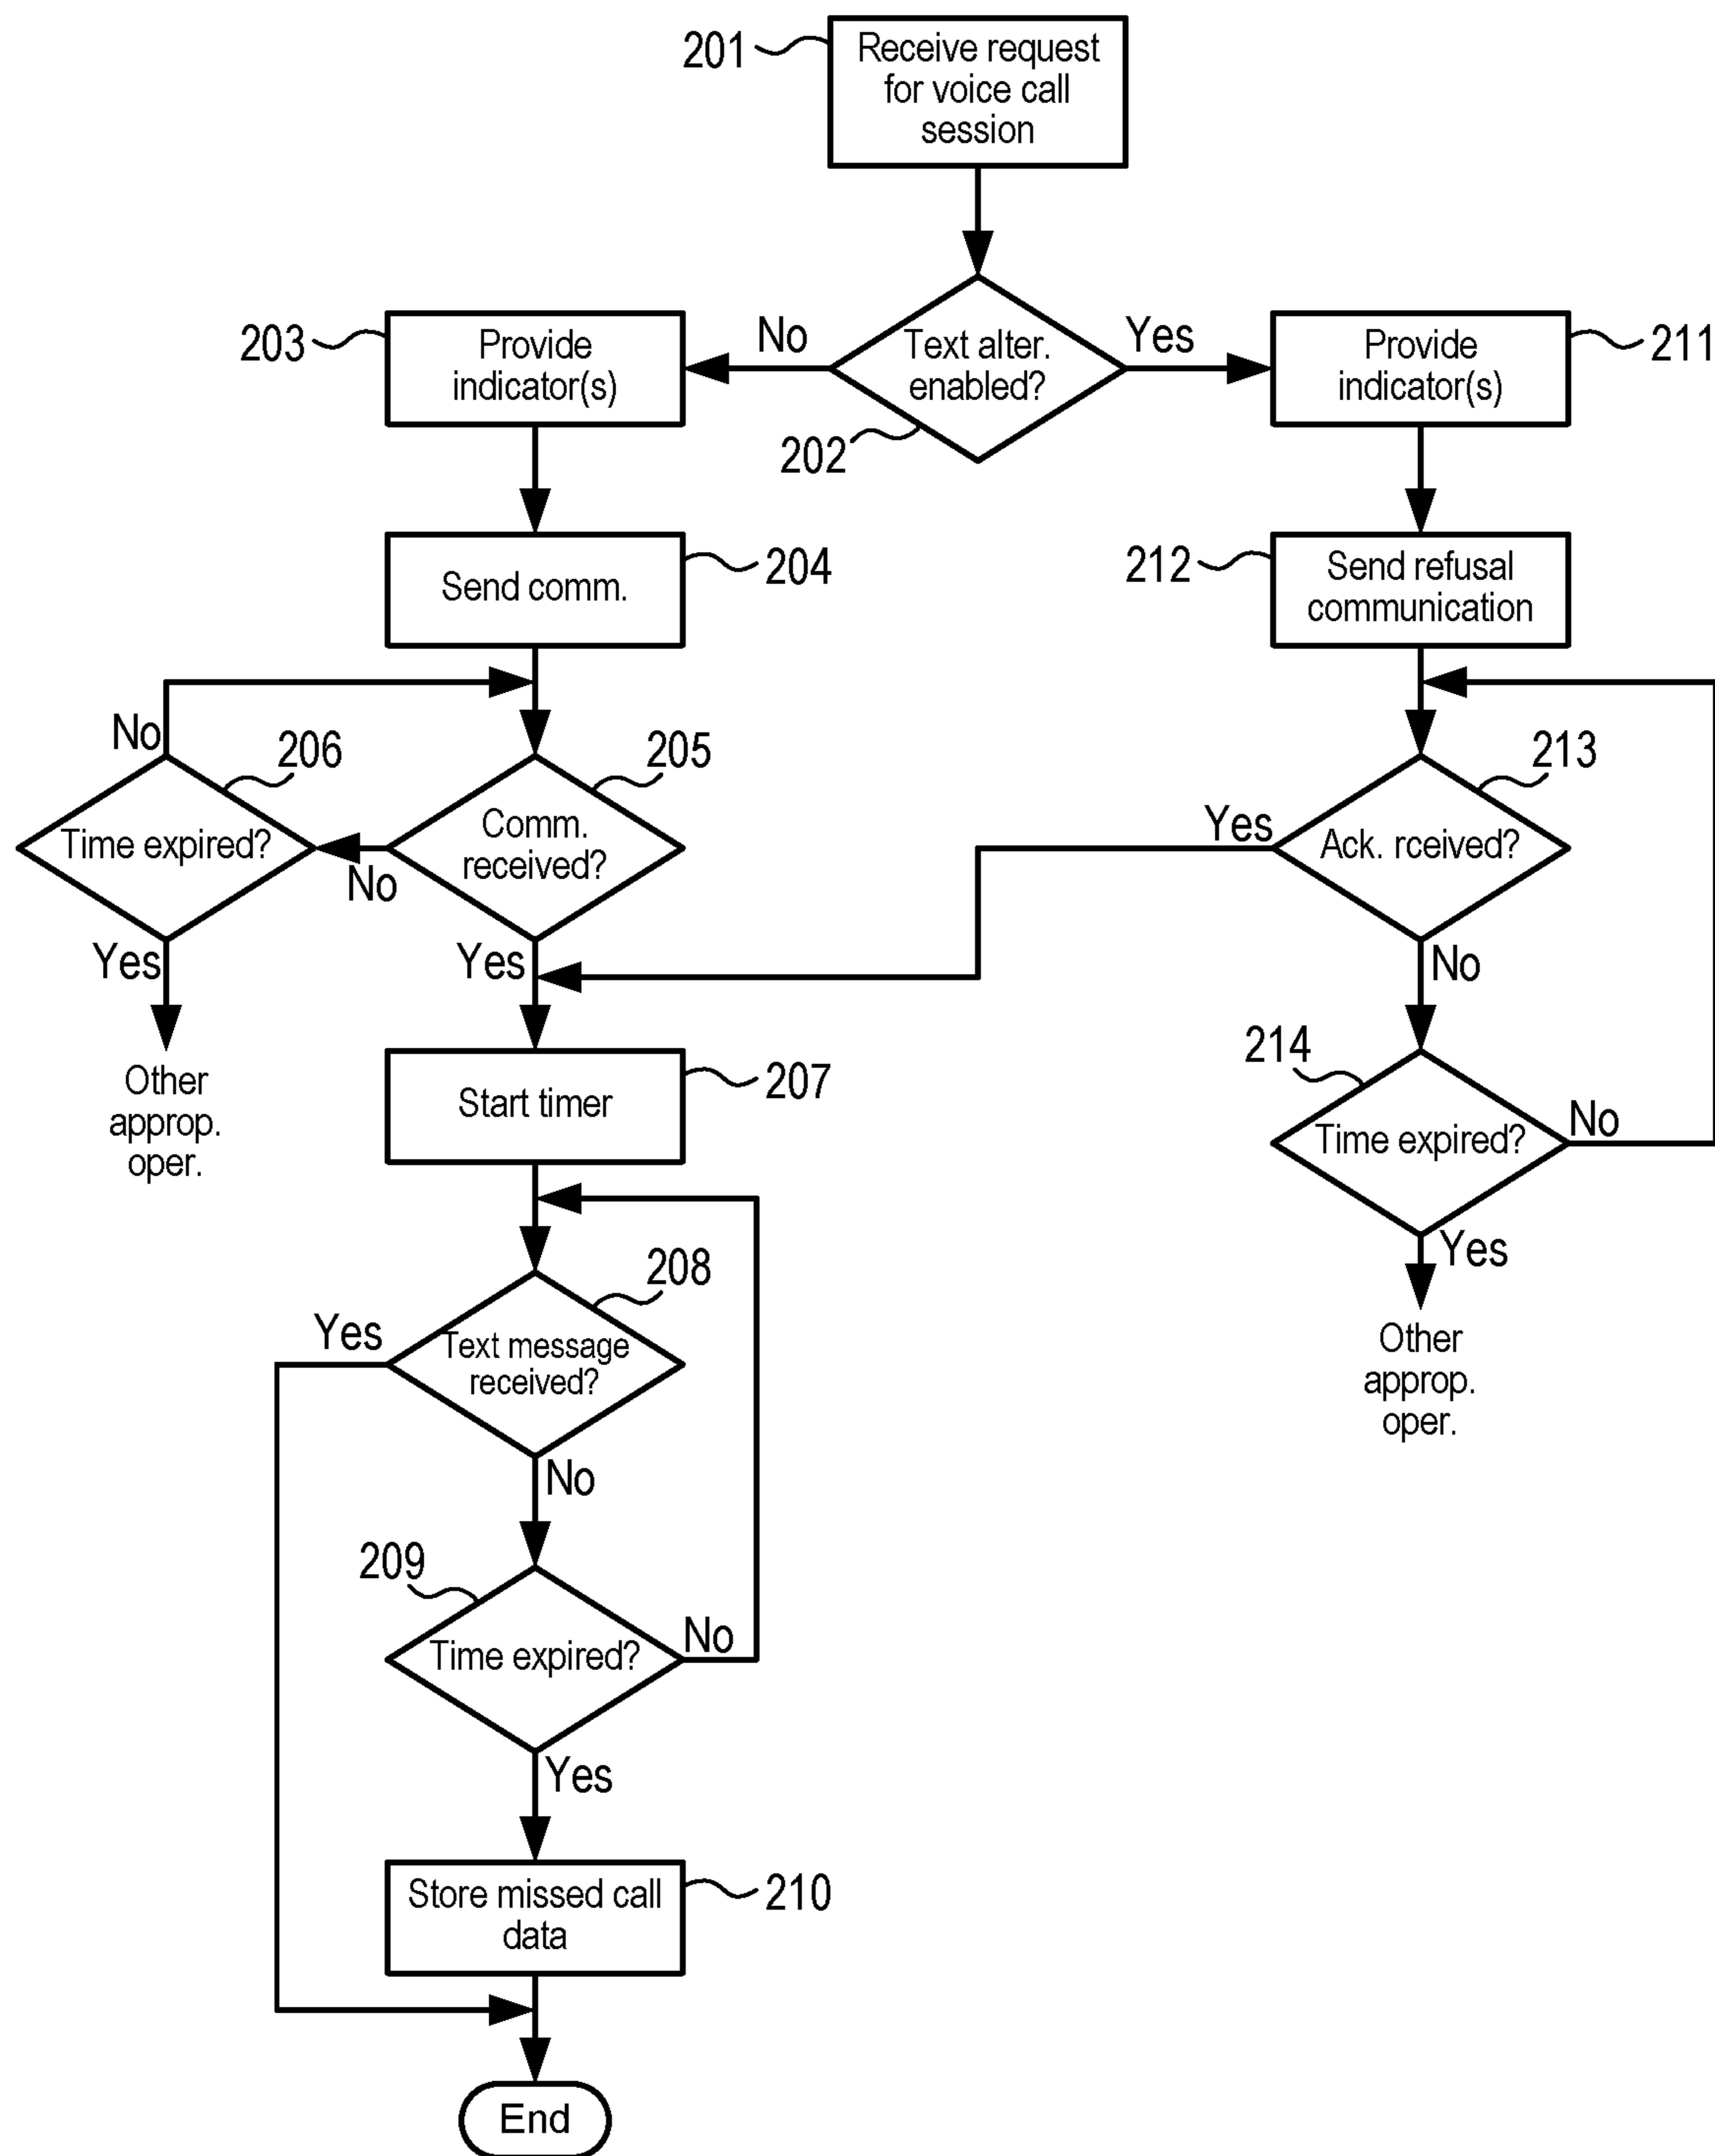 201
Receive request
for voice call
session
203
Provide
indicator(s)
No
Text alter.
enabled?
Yes
Provide
indicator(s)
211
202
Send comm.
204
212
Send refusal
communication
No
206
205
213
Time expired?
No
Comm.
received?
Yes
Ack. rceived?
Yes
Yes
No
Other
approp.
oper.
Start timer
207
214
Time expired?
No
Yes
208
Yes
Text message
received?
Other
approp.
oper.
No
209
Time expired?
No
Yes
Store missed call
data
210
End